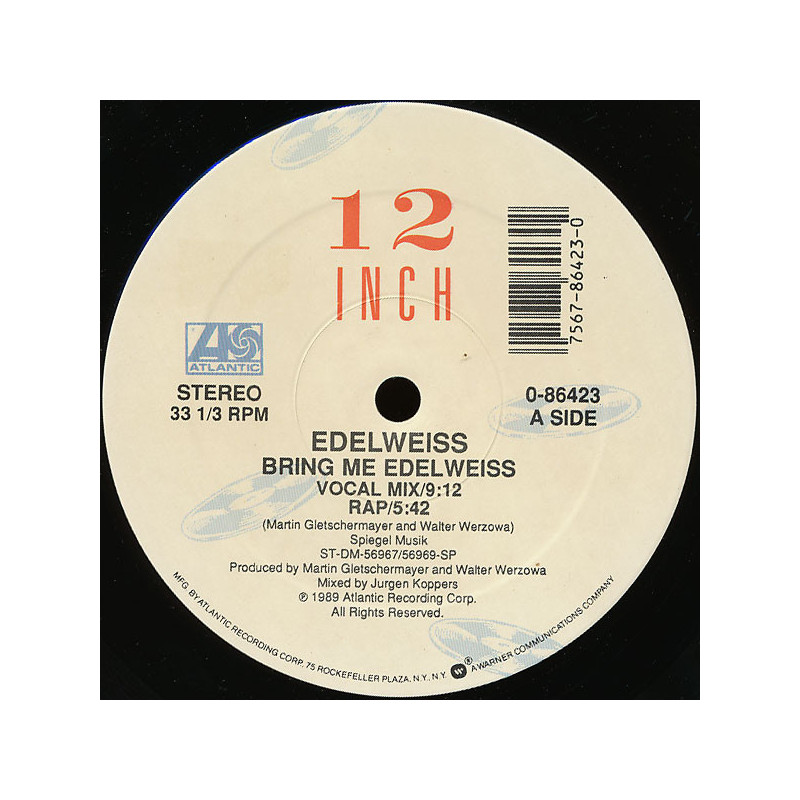 12
INCH
7567-86423-0
ATLANTIC
STEREO
33 1/3 RPM
0-86423
A SIDE
EDELWEISS
BRING ME EDELWEISS
VOCAL MIX/9:12
RAP/5:42
(Martin Gletschermayer and Walter Werzowa)
Spiegel Musik
ST-DM-56967/56969-SP
Produced by Martin Gletschermayer and Walter Werzowa
Mixed by Jurgen Koppers
℗ 1989 Atlantic Recording Corp.
All Rights Reserved.
MFG. BY ATLANTIC RECORDING CORP. 75 ROCKEFELLER PLAZA, N.Y., N.Y. ® A WARNER COMMUNICATIONS COMPANY